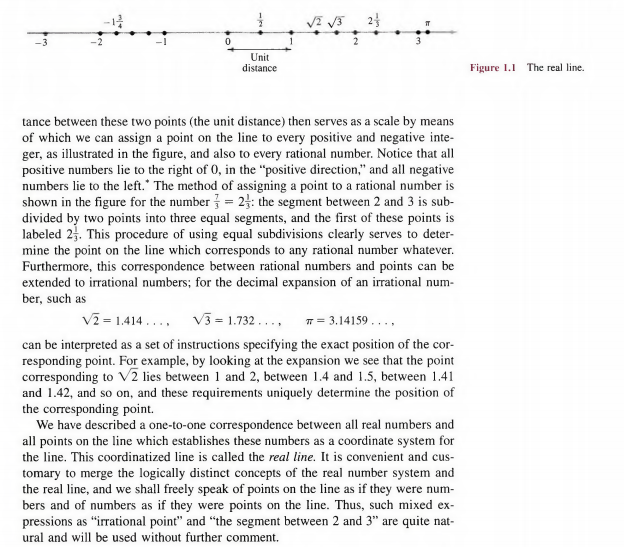 -1 3/4 1/2 √2 √3 2 1/3 π
-3 -2 -1 0 1 2 3
Unit
distance
Figure 1.1 The real line.
tance between these two points (the unit distance) then serves as a scale by means
of which we can assign a point on the line to every positive and negative inte-
ger, as illustrated in the figure, and also to every rational number. Notice that all
positive numbers lie to the right of 0, in the “positive direction,” and all negative
numbers lie to the left.* The method of assigning a point to a rational number is
shown in the figure for the number 7/3 = 2 1/3: the segment between 2 and 3 is sub-
divided by two points into three equal segments, and the first of these points is
labeled 2 1/3. This procedure of using equal subdivisions clearly serves to deter-
mine the point on the line which corresponds to any rational number whatever.
Furthermore, this correspondence between rational numbers and points can be
extended to irrational numbers; for the decimal expansion of an irrational num-
ber, such as
√2 = 1.414 . . . , √3 = 1.732 . . . , π = 3.14159 . . . ,
can be interpreted as a set of instructions specifying the exact position of the cor-
responding point. For example, by looking at the expansion we see that the point
corresponding to √2 lies between 1 and 2, between 1.4 and 1.5, between 1.41
and 1.42, and so on, and these requirements uniquely determine the position of
the corresponding point.
We have described a one-to-one correspondence between all real numbers and
all points on the line which establishes these numbers as a coordinate system for
the line. This coordinatized line is called the real line. It is convenient and cus-
tomary to merge the logically distinct concepts of the real number system and
the real line, and we shall freely speak of points on the line as if they were num-
bers and of numbers as if they were points on the line. Thus, such mixed ex-
pressions as “irrational point” and “the segment between 2 and 3” are quite nat-
ural and will be used without further comment.